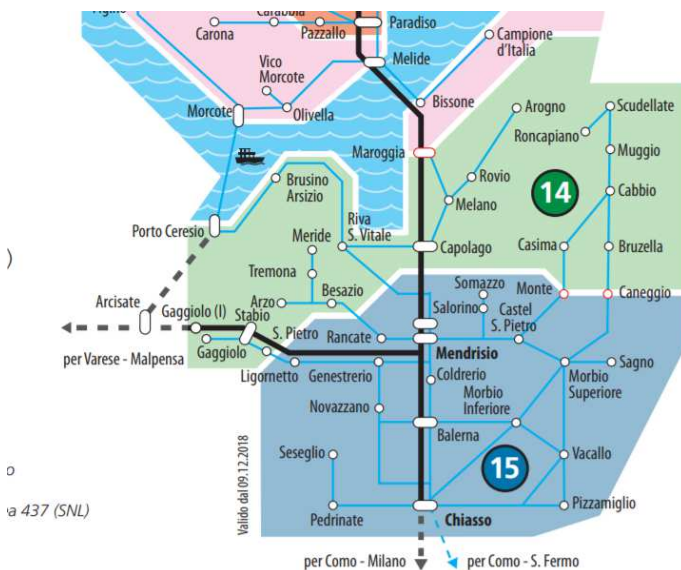 Carona
Pazzallo
Paradiso
Campione
d'Italia
Vico
Morcote
Melide
Morcote
Olivella
Bissone
Arogno
Scudellate
Roncapiano
Maroggia
Muggio
Brusino
Arsizio
Rovio
14
Cabbio
Melano
Porto Ceresio
Riva
S. Vitale
Meride
Capolago
Casima
Bruzella
)
Tremona
Somazzo
Arcisate
Gaggiolo (I)
Stabio
Arzo
Besazio
Salorino
Castel
S. Pietro
Monte
Caneggio
S. Pietro
Rancate
per Varese - Malpensa
Gaggiolo
Mendrisio
Sagno
Ligornetto
Genestrerio
Coldrerio
Morbio
Superiore
Morbio
Inferiore
Novazzano
Balerna
Seseglio
15
Vacallo
o
a 437 (SNL)
Valido dal 09.12.2018
Pedrinate
Chiasso
Pizzamiglio
per Como - Milano
per Como - S. Fermo